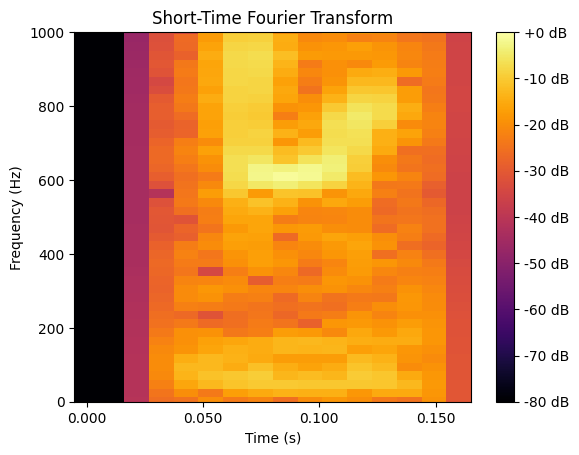 Short-Time Fourier Transform
1000
800
600
400
200
0
Frequency (Hz)
0.000
0.050
0.100
0.150
Time (s)
+0 dB
-10 dB
-20 dB
-30 dB
-40 dB
-50 dB
-60 dB
-70 dB
-80 dB